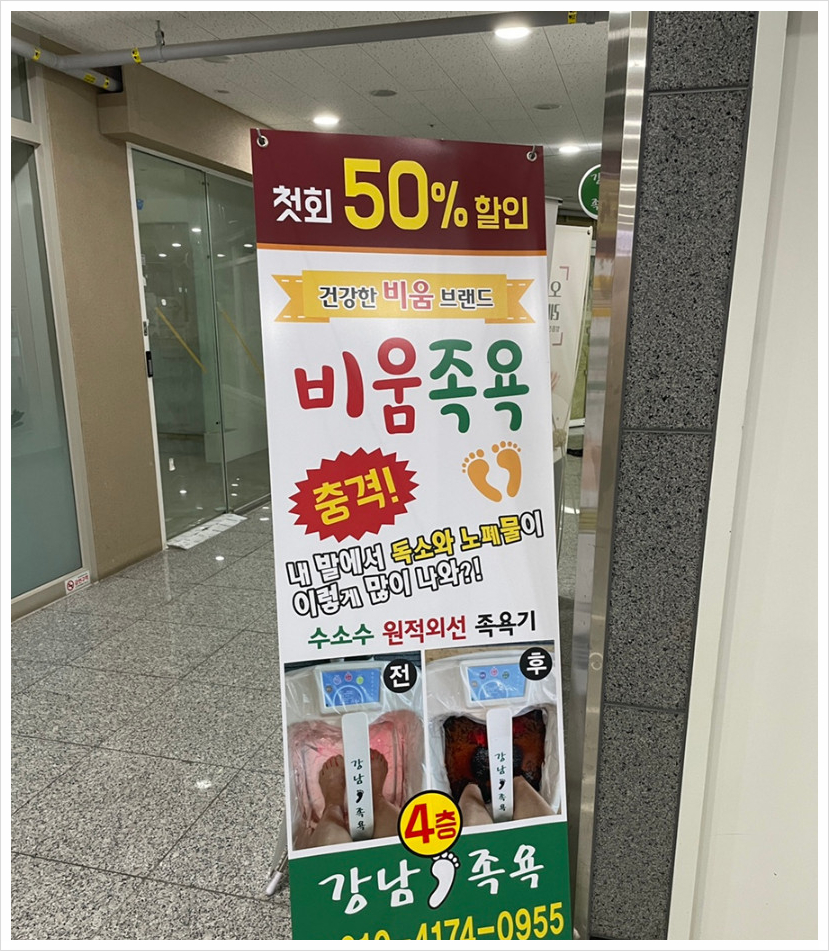 첫회 50% 할인
건강한 비움 브랜드
비움족욕
충격!
내 발에서 독소와 노폐물이
이렇게 많이 나와?!
수소수 원적외선 족욕기
전
후
강남 족욕
강남 족욕
4층
강남 족욕
010-4174-0955